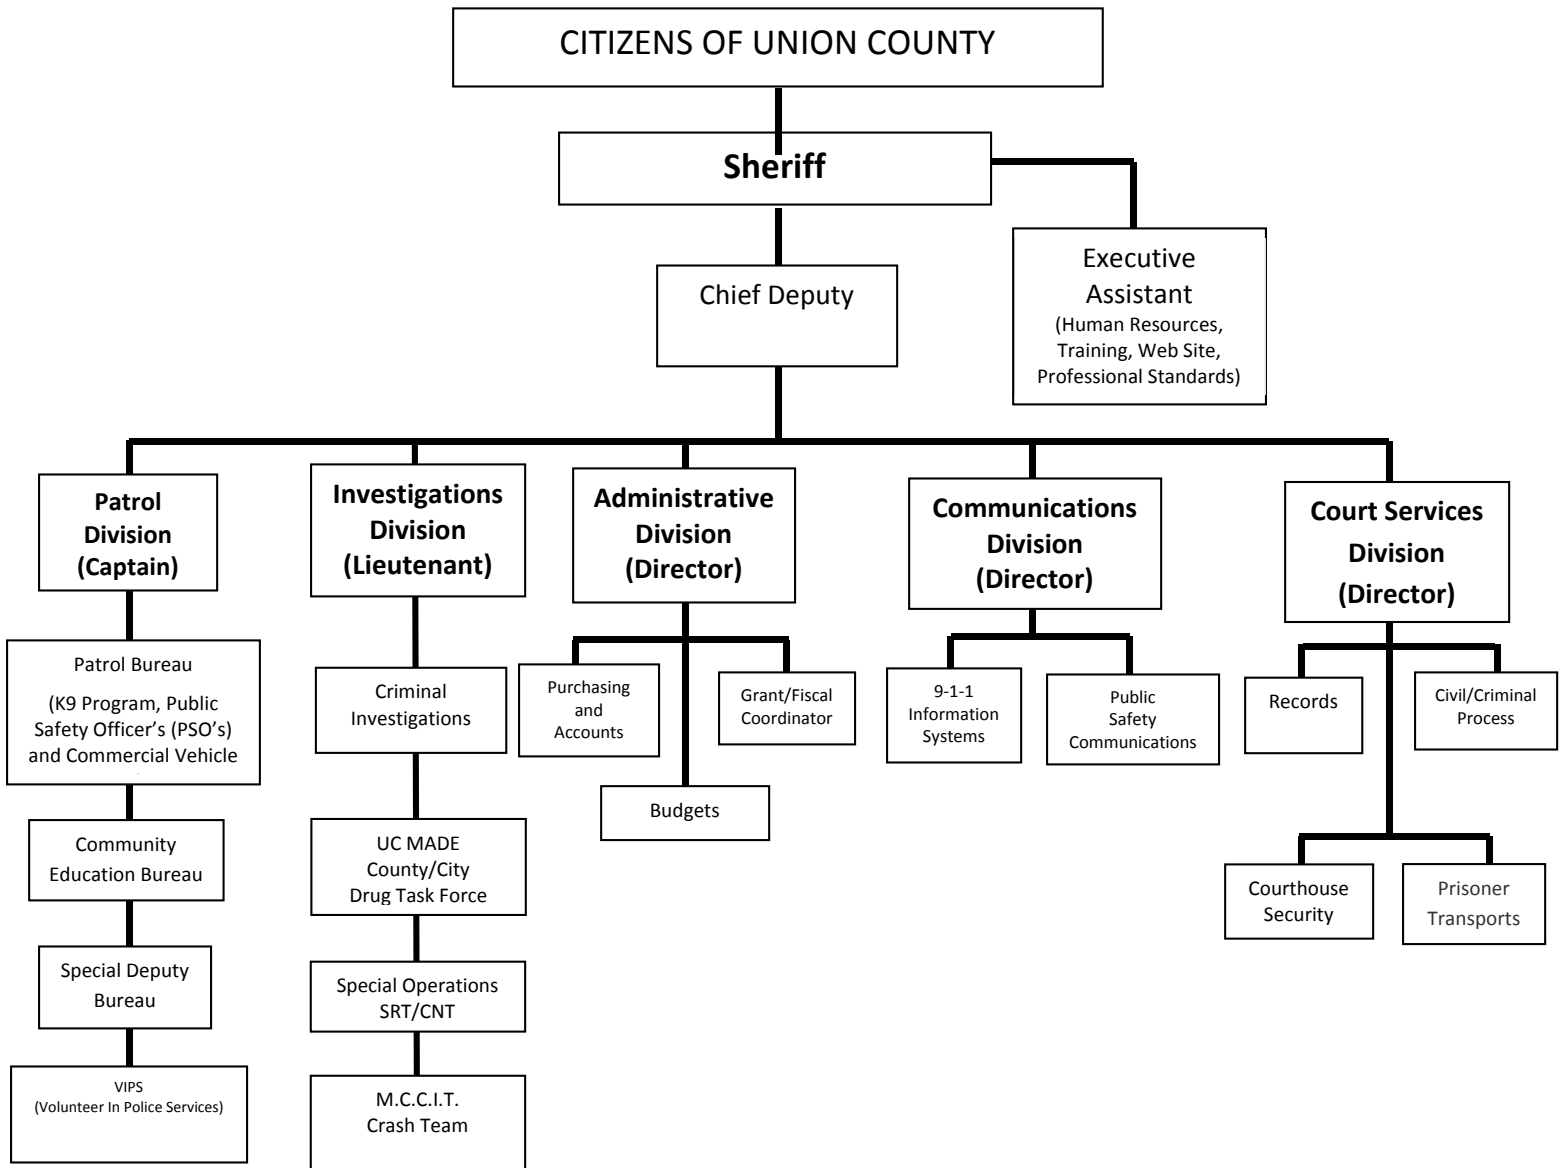 CITIZENS OF UNION COUNTY
Sheriff
Executive
Assistant
(Human Resources,
Training, Web Site,
Professional Standards)
Chief Deputy
Patrol
Division
(Captain)
Investigations
Division
(Lieutenant)
Administrative
Division
(Director)
Communications
Division
(Director)
Court Services
Division
(Director)
Patrol Bureau
(K9 Program, Public
Safety Officer’s (PSO’s)
and Commercial Vehicle
Community
Education Bureau
Special Deputy
Bureau
VIPS
(Volunteer In Police Services)
Criminal
Investigations
UC MADE
County/City
Drug Task Force
Special Operations
SRT/CNT
M.C.C.I.T.
Crash Team
Purchasing
and
Accounts
Grant/Fiscal
Coordinator
Budgets
9-1-1
Information
Systems
Public
Safety
Communications
Records
Civil/Criminal
Process
Courthouse
Security
Prisoner
Transports